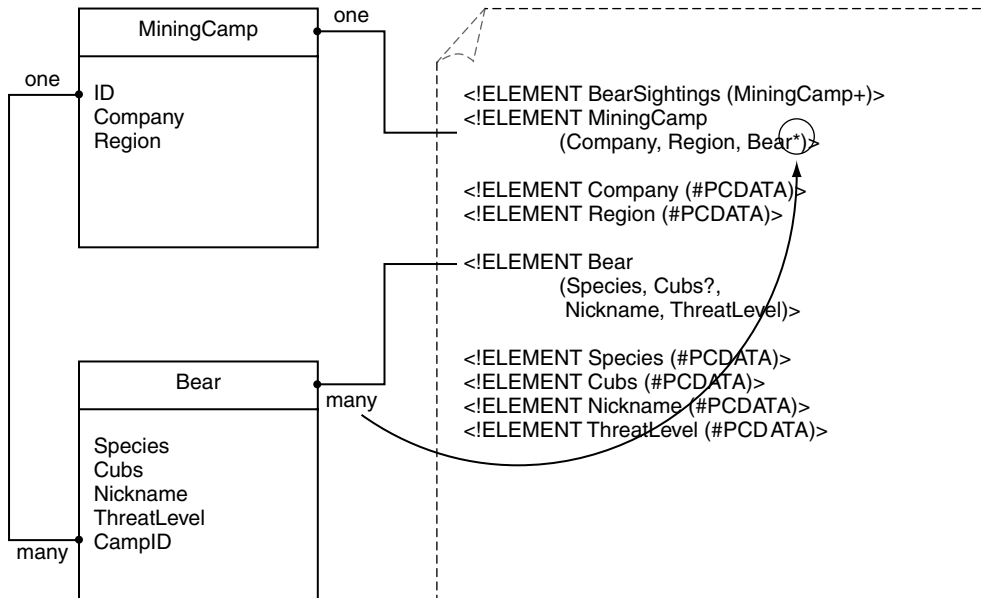 MiningCamp
one
one
ID
Company
Region
<!ELEMENT BearSightings (MiningCamp+)>
<!ELEMENT MiningCamp
(Company, Region, Bear*)>
<!ELEMENT Company (#PCDATA)>
<!ELEMENT Region (#PCDATA)>
<!ELEMENT Bear
(Species, Cubs?,
Nickname, ThreatLevel)>
<!ELEMENT Species (#PCDATA)>
<!ELEMENT Cubs (#PCDATA)>
<!ELEMENT Nickname (#PCDATA)>
<!ELEMENT ThreatLevel (#PCDATA)>
Bear
many
Species
Cubs
Nickname
ThreatLevel
CampID
many